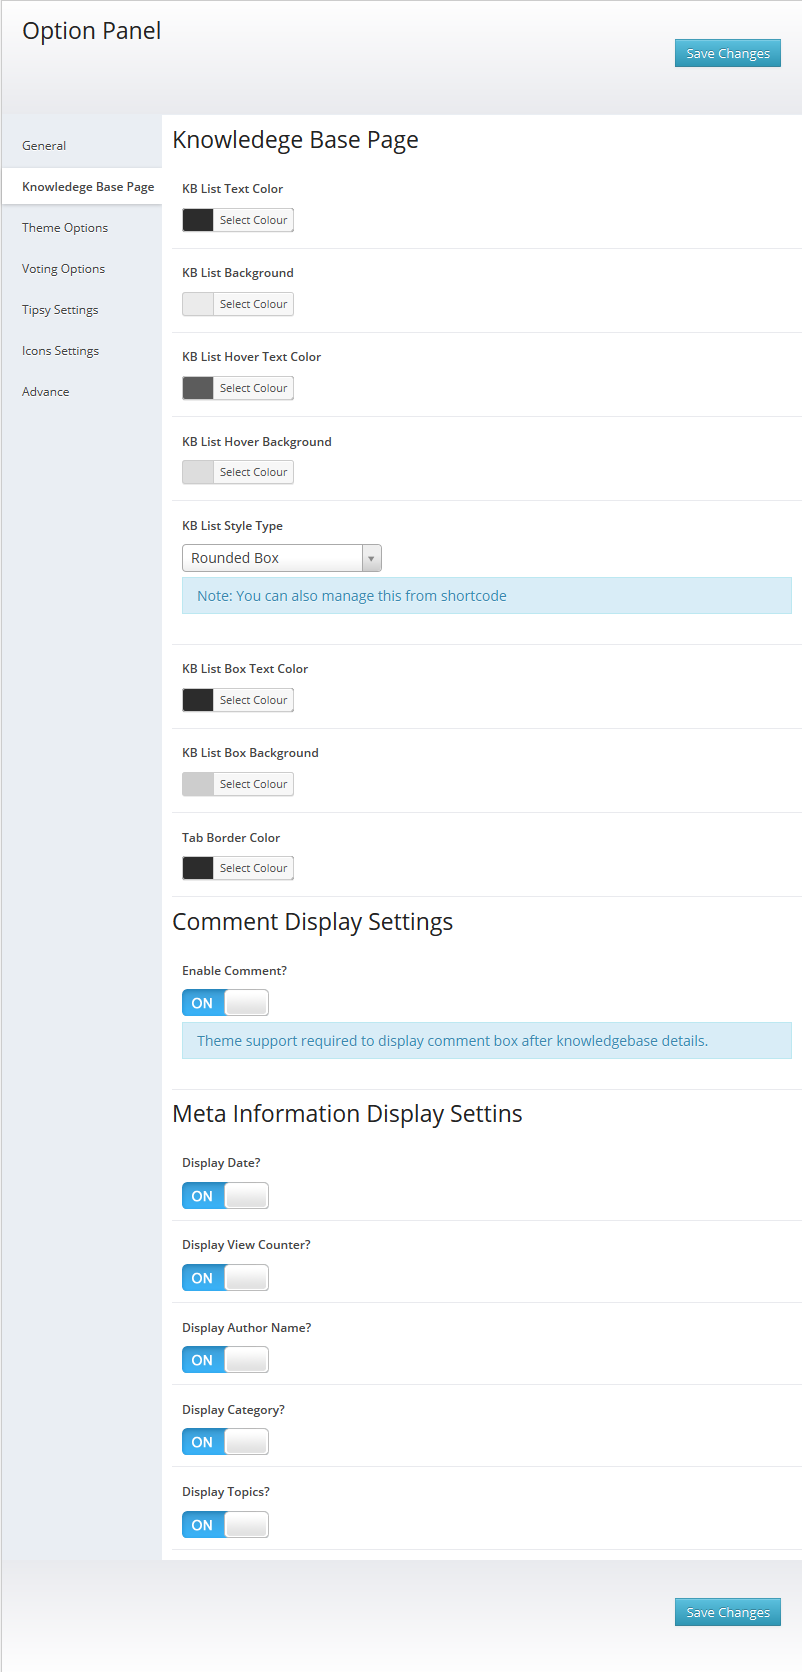 Option Panel
Save Changes
General
Knowledege Base Page
Theme Options
Voting Options
Tipsy Settings
Icons Settings
Advance
Knowledege Base Page
KB List Text Color
Select Colour
KB List Background
Select Colour
KB List Hover Text Color
Select Colour
KB List Hover Background
Select Colour
KB List Style Type
Rounded Box
Note: You can also manage this from shortcode
KB List Box Text Color
Select Colour
KB List Box Background
Select Colour
Tab Border Color
Select Colour
Comment Display Settings
Enable Comment?
ON
Theme support required to display comment box after knowledgebase details.
Meta Information Display Settins
Display Date?
ON
Display View Counter?
ON
Display Author Name?
ON
Display Category?
ON
Display Topics?
ON
Save Changes